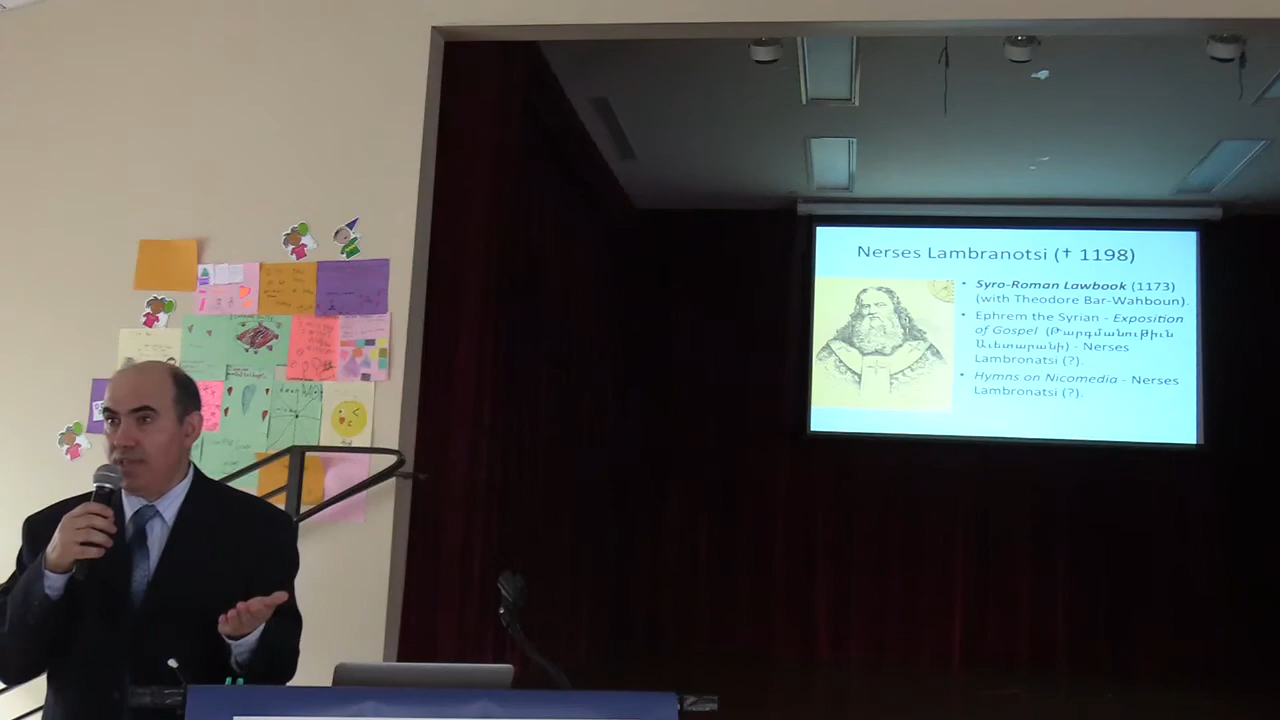 Nerses Lambranotsi († 1198)
• Syro-Roman Lawbook (1173)
(with Theodore Bar-Wahboun).
• Ephrem the Syrian - Exposition
of Gospel (Թարգմանութիւն
Աւետարանի) - Nerses
Lambronatsi (?).
• Hymns on Nicomedia - Nerses
Lambronatsi (?).